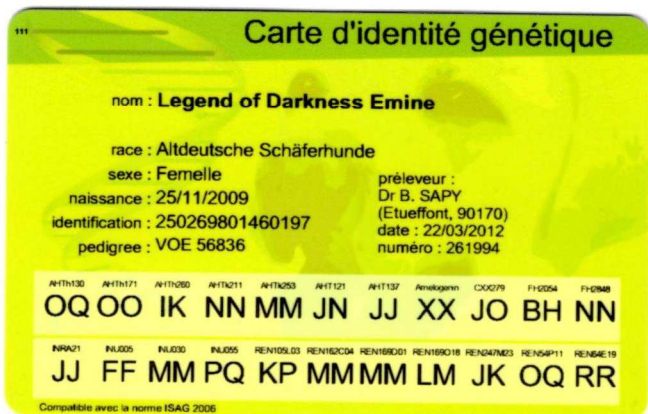 111
Carte d'identité génétique
nom : Legend of Darkness Emine
race : Altdeutsche Schäferhunde
sexe : Femelle
naissance : 25/11/2009
identification : 250269801460197
pedigree : VOE 56836
préleveur :
Dr B. SAPY
(Etueffont, 90170)
date : 22/03/2012
numéro : 261994
AHTh130 AHTh171 AHTh260 AHTk211 AHTk253 AHT121 AHT137 Amelogenin CXX279 FH2054 FH2848
OQ OO IK NN MM JN JJ XX JO BH NN
INRA21 INU005 INU030 INU055 REN105L03 REN162C04 REN169D01 REN169O18 REN247M23 REN54P11 REN64E19
JJ FF MM PQ KP MM MM LM JK OQ RR
Compatible avec la norme ISAG 2006